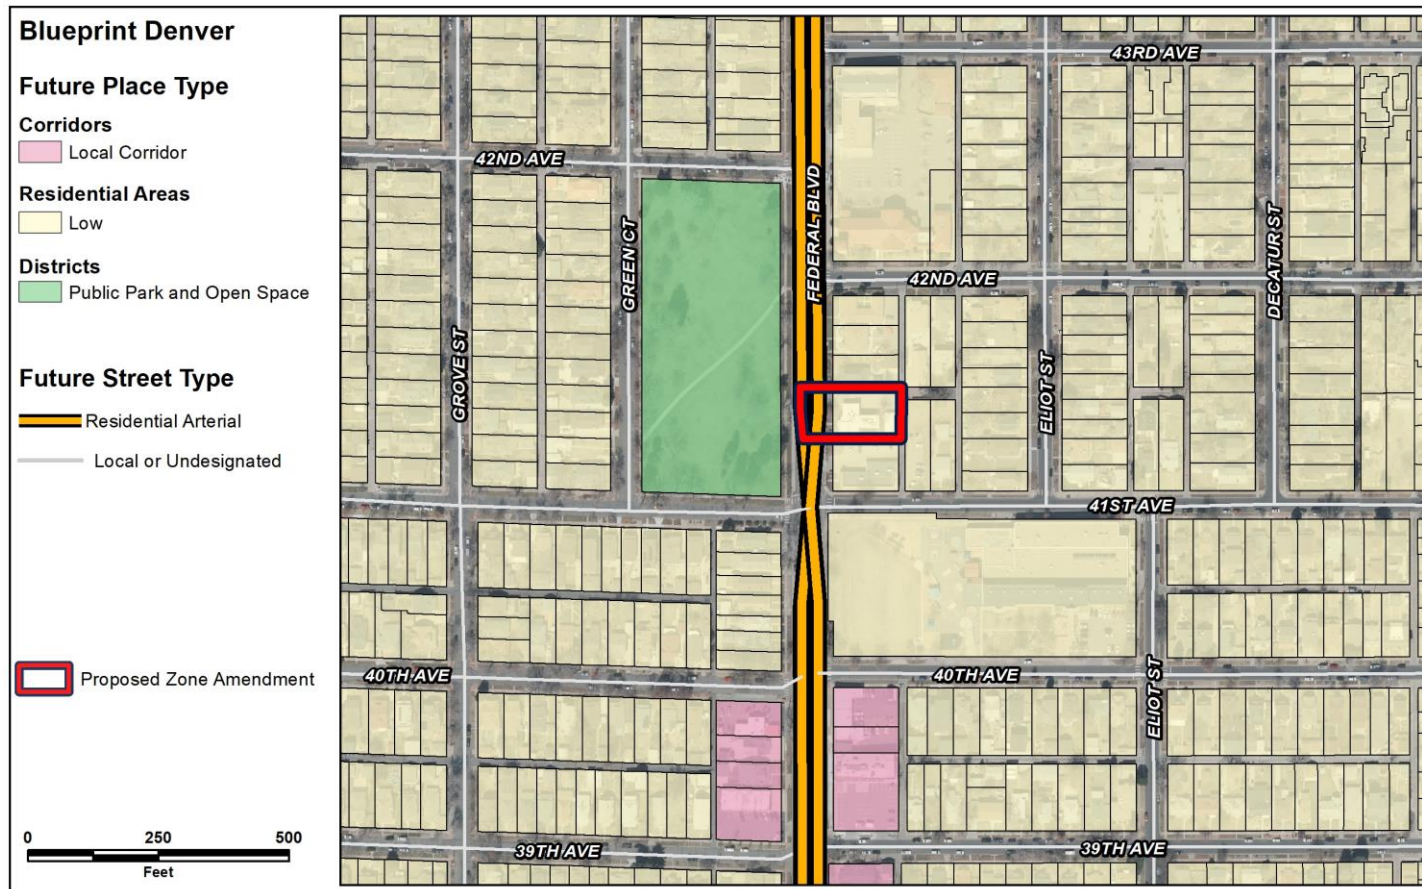 Blueprint Denver
Future Place Type
Corridors
Local Corridor
Residential Areas
Low
Districts
Public Park and Open Space
Future Street Type
Residential Arterial
Local or Undesignated
Proposed Zone Amendment
0 250 500
Feet
43RD AVE
42ND AVE
FEDERAL BLVD
GREEN CT
DECATUR ST
42ND AVE
GROVE ST
ELIOT ST
41ST AVE
40TH AVE
40TH AVE
ELIOT ST
39TH AVE
39TH AVE